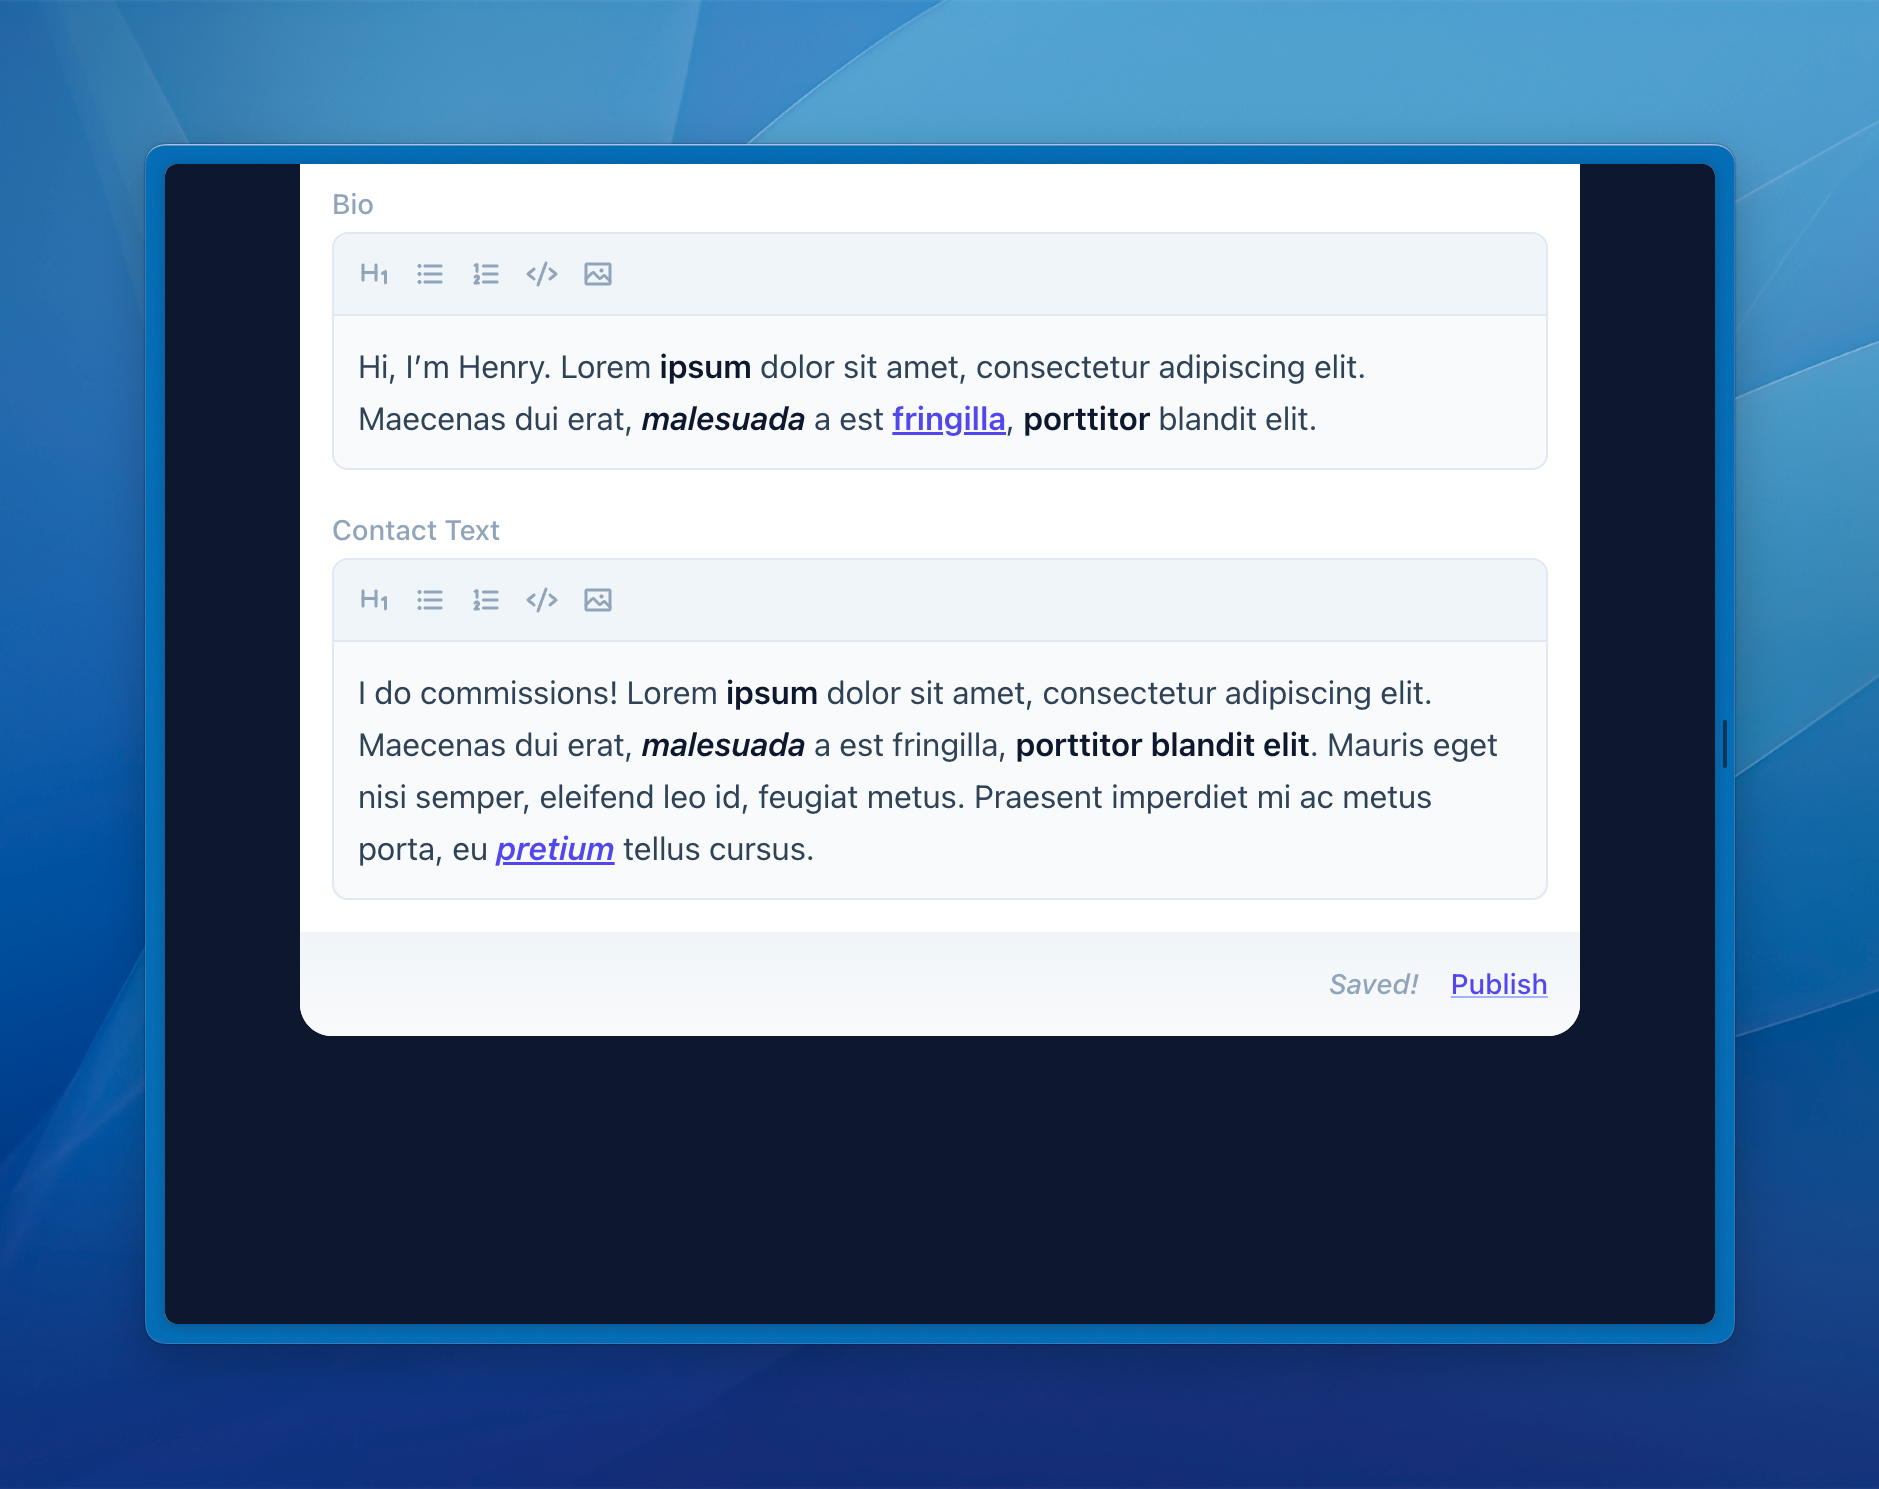 Bio
H1
Hi, I’m Henry. Lorem ipsum dolor sit amet, consectetur adipiscing elit.
Maecenas dui erat, malesuada a est fringilla, porttitor blandit elit.
Contact Text
H1
I do commissions! Lorem ipsum dolor sit amet, consectetur adipiscing elit.
Maecenas dui erat, malesuada a est fringilla, porttitor blandit elit. Mauris eget
nisi semper, eleifend leo id, feugiat metus. Praesent imperdiet mi ac metus
porta, eu pretium tellus cursus.
Saved! Publish